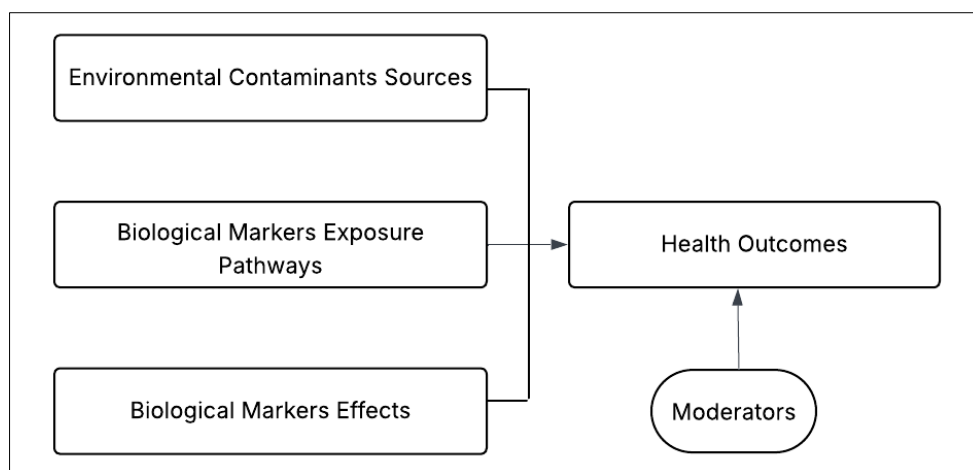 Environmental Contaminants Sources
Biological Markers Exposure
Pathways
Health Outcomes
Biological Markers Effects
Moderators